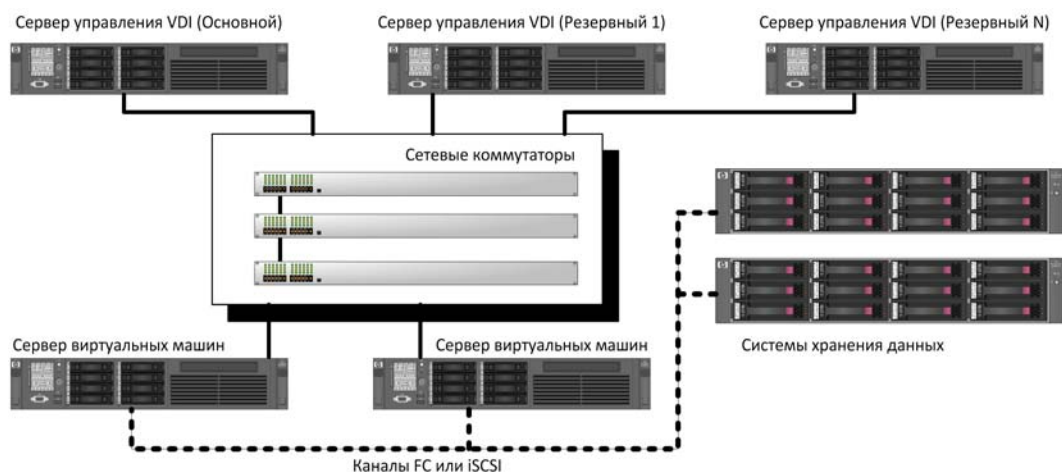 Сервер управления VDI (Основной)
Сервер управления VDI (Резервный 1)
Сервер управления VDI (Резервный N)
Сетевые коммутаторы
Сервер виртуальных машин
Сервер виртуальных машин
Системы хранения данных
Каналы FC или iSCSI